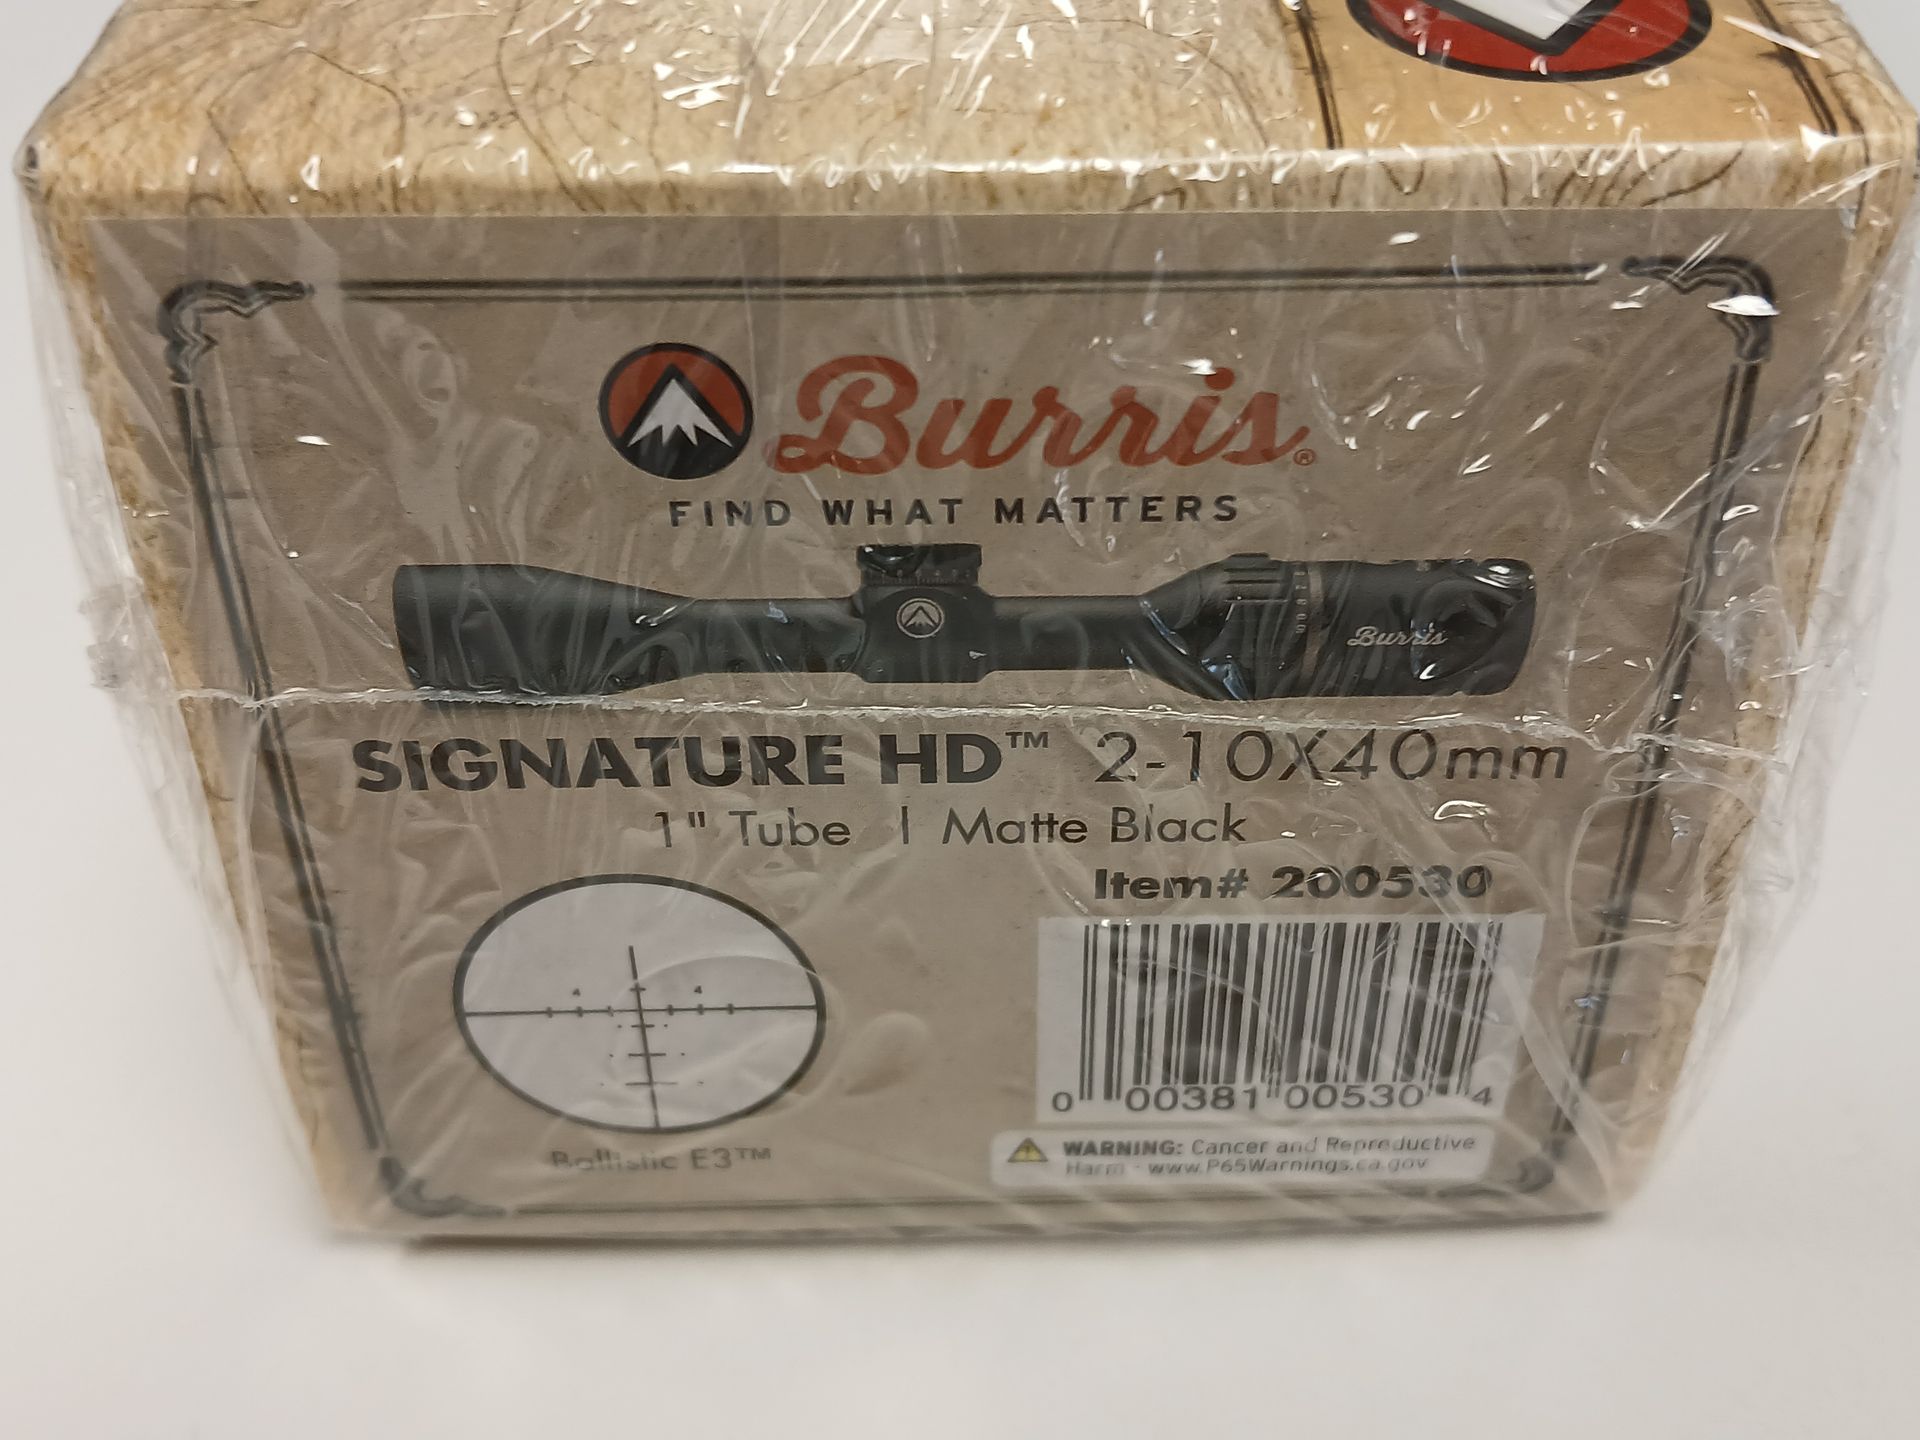 Burris®
FIND WHAT MATTERS
Burris
SIGNATURE HD™ 2-10X40mm
1" Tube | Matte Black
Item# 200530
4 4
0 00381 00530 4
Ballistic E3™
WARNING: Cancer and Reproductive
Harm - www.P65Warnings.ca.gov